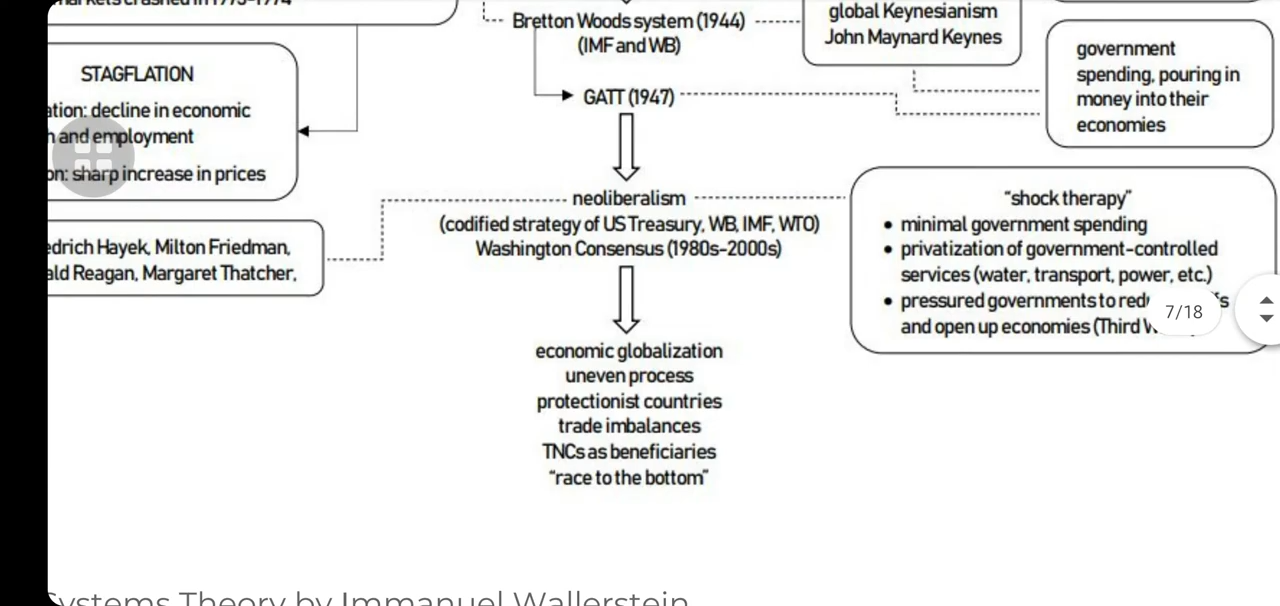 crashed in 1973-1974
Bretton Woods system (1944)
(IMF and WB)
global Keynesianism
John Maynard Keynes
government
spending, pouring in
money into their
economies
STAGFLATION
ation: decline in economic
and employment
on: sharp increase in prices
GATT (1947)
neoliberalism
(codified strategy of US Treasury, WB, IMF, WTO)
Washington Consensus (1980s-2000s)
edrich Hayek, Milton Friedman,
ald Reagan, Margaret Thatcher,
"shock therapy"
• minimal government spending
• privatization of government-controlled
services (water, transport, power, etc.)
• pressured governments to
and open up economies (Third
7/18
economic globalization
uneven process
protectionist countries
trade imbalances
TNCs as beneficiaries
"race to the bottom"
Systems Theory by Immanuel Wallerstein